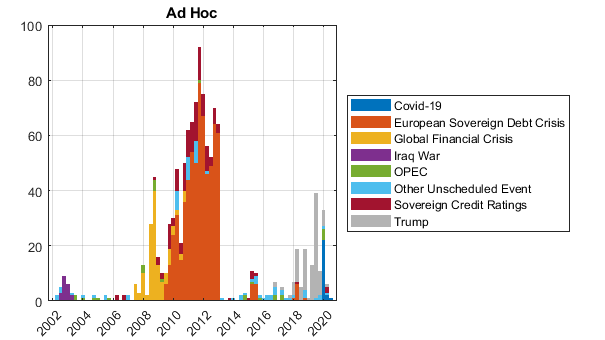 Ad Hoc
100
80
60
40
20
0
2002
2004
2006
2008
2010
2012
2014
2016
2018
2020
Covid-19
European Sovereign Debt Crisis
Global Financial Crisis
Iraq War
OPEC
Other Unscheduled Event
Sovereign Credit Ratings
Trump